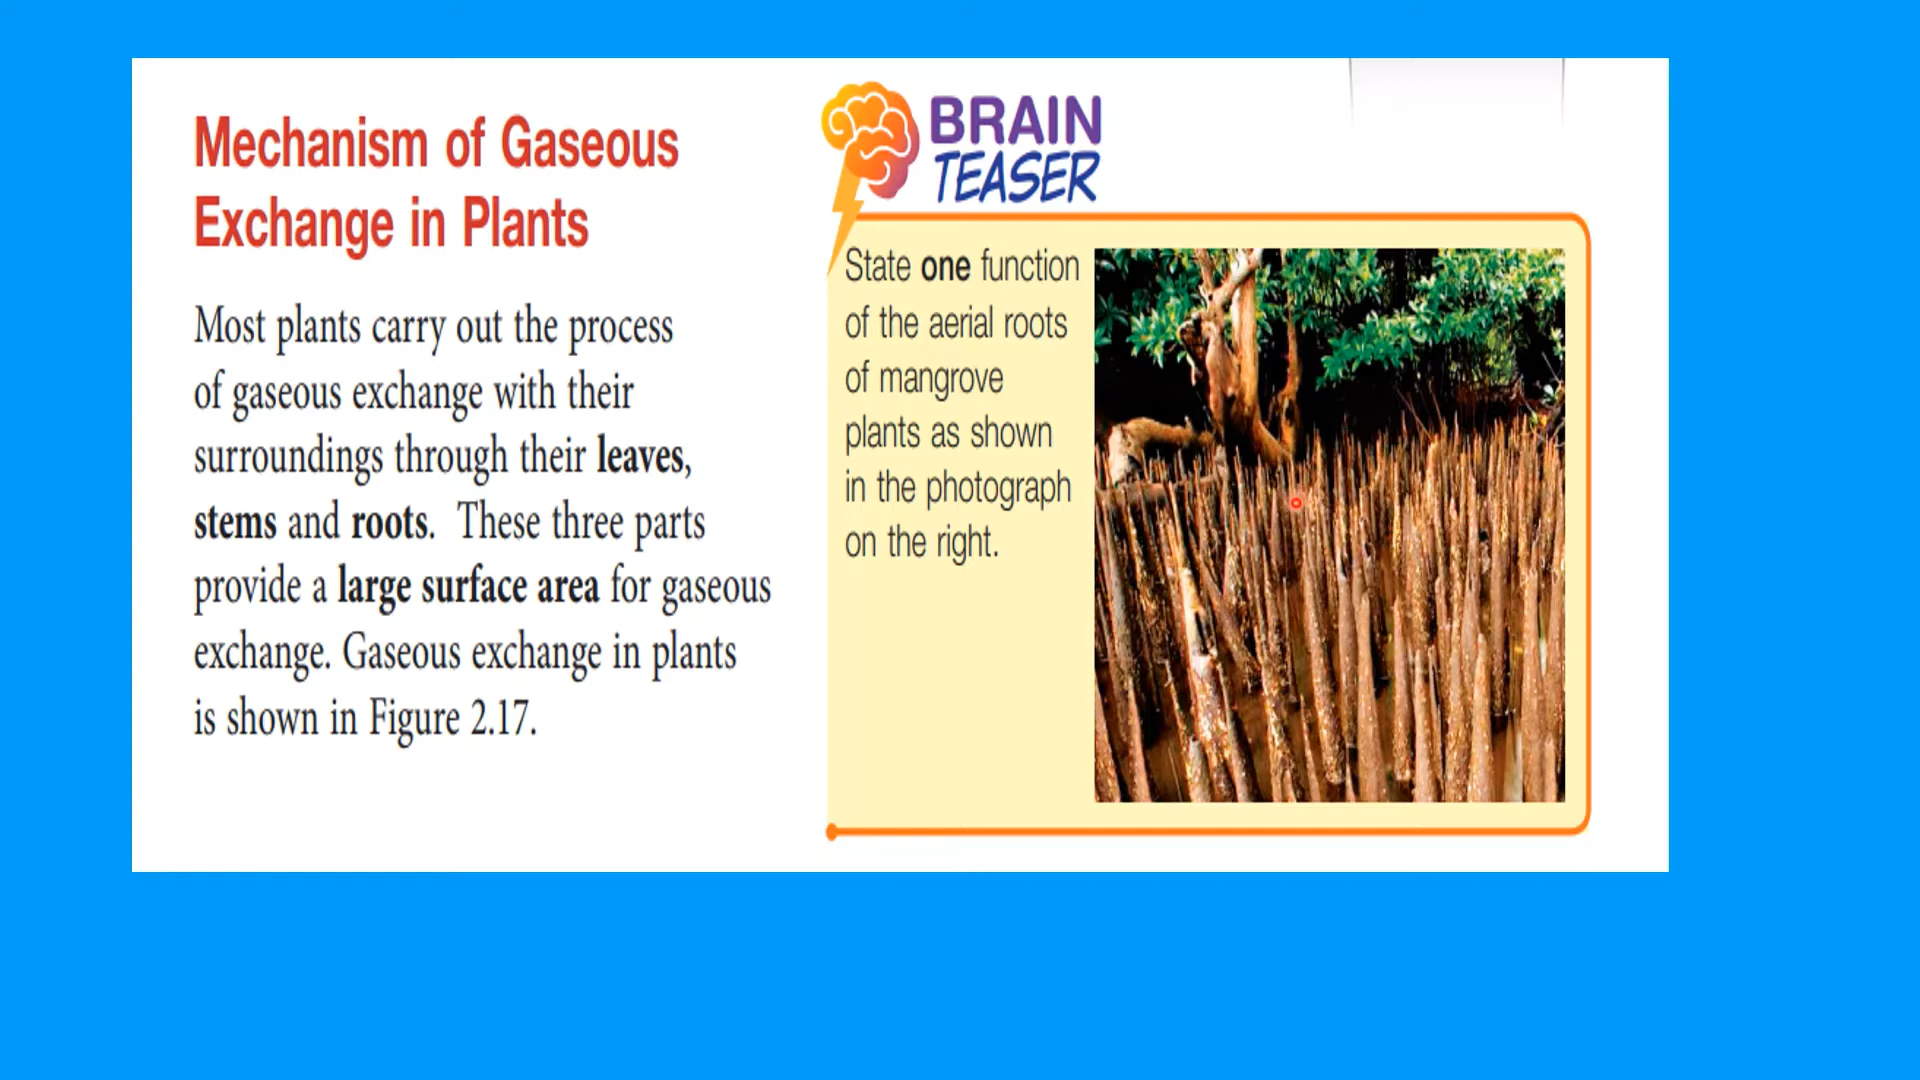 Mechanism of Gaseous
Exchange in Plants
Most plants carry out the process
of gaseous exchange with their
surroundings through their leaves,
stems and roots. These three parts
provide a large surface area for gaseous
exchange. Gaseous exchange in plants
is shown in Figure 2.17.
BRAIN
TEASER
State one function
of the aerial roots
of mangrove
plants as shown
in the photograph
on the right.